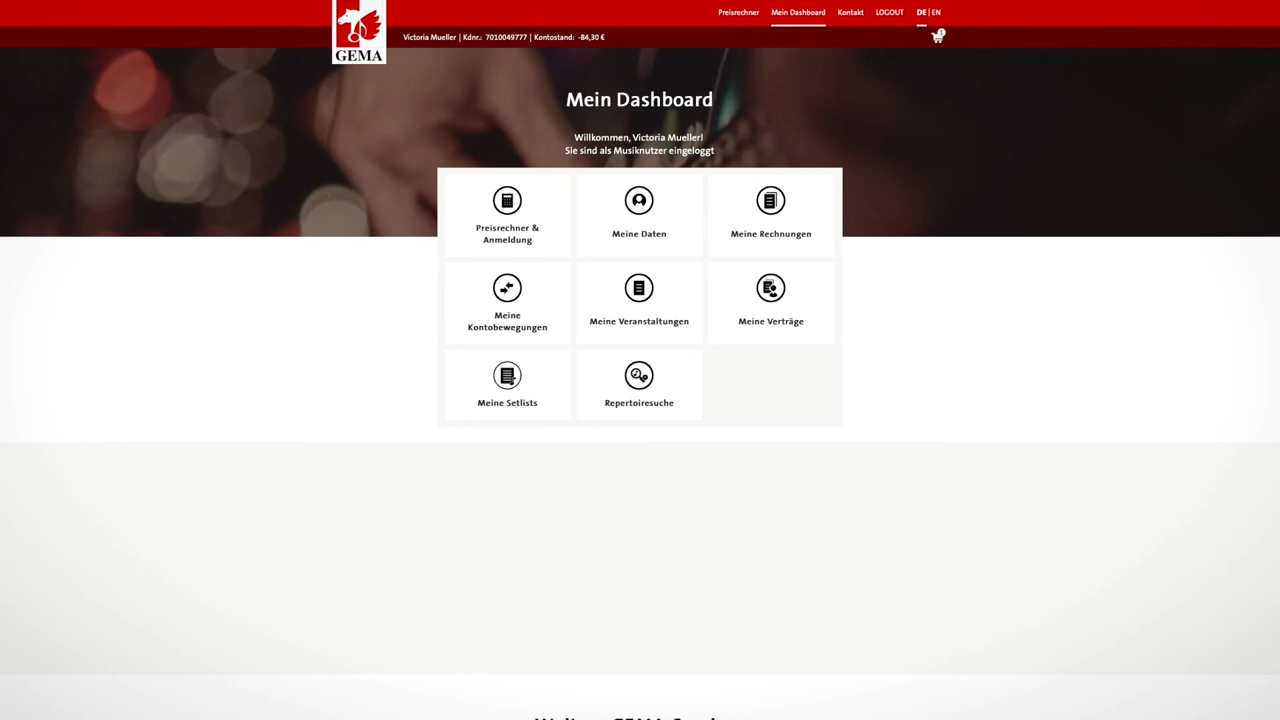 Preisrechner Mein Dashboard Kontakt LOGOUT DE | EN
Victoria Mueller | Kdnr.: 7010049777 | Kontostand: -84,30 €
1
GEMA
Mein Dashboard
Willkommen, Victoria Mueller!
Sie sind als Musiknutzer eingeloggt
Preisrechner &
Anmeldung
Meine Daten
Meine Rechnungen
Meine
Kontobewegungen
Meine Veranstaltungen
Meine Verträge
Meine Setlists
Repertoiresuche